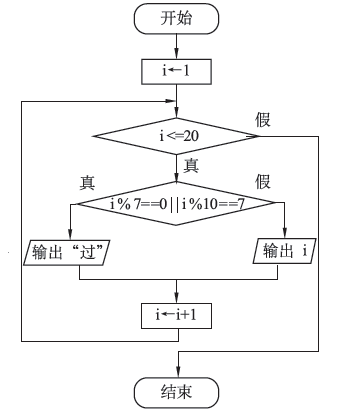 开始
i←1
i<=20
假
真
真
i%7==0||i%10==7
假
输出“过”
输出 i
i←i+1
结束